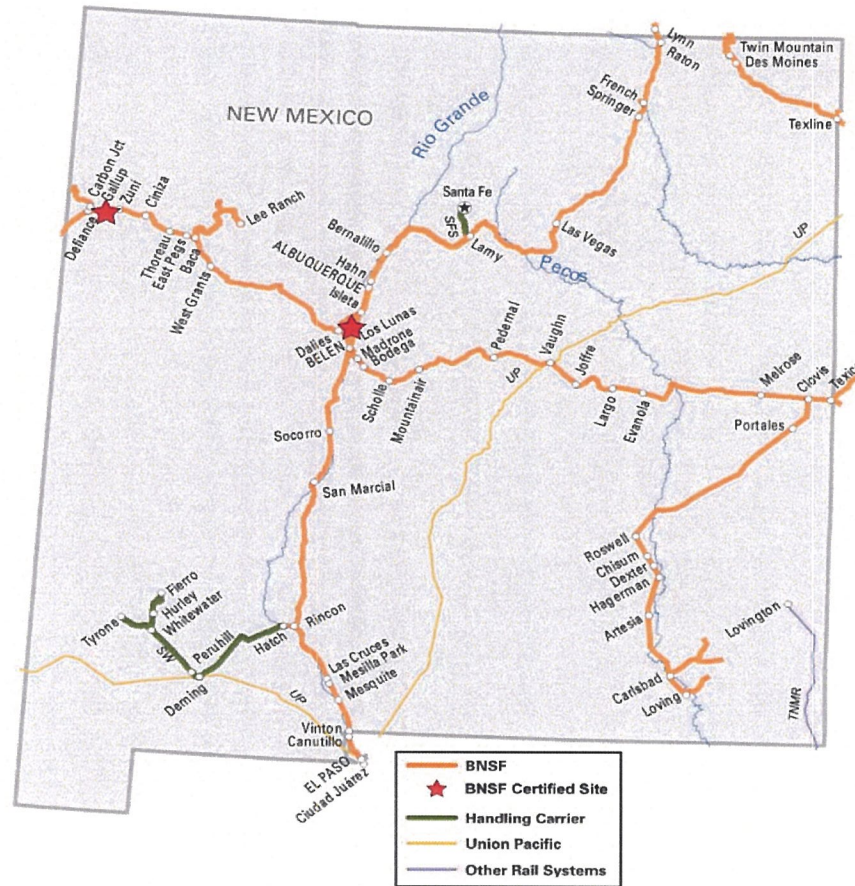 Lynn
Raton
Twin Mountain
Des Moines
French
Springer
Texline
NEW MEXICO
Rio Grande
Carbon Jct
Gallup
Zuni
Ciniza
Defiance
Thoreau
East Pegs
Baca
Lee Ranch
West Grants
Santa Fe
SFS
Lamy
Las Vegas
Pecos
UP
Bernalillo
Hahn
ALBUQUERQUE
Isleta
Dalies
BELEN
Los Lunas
Madrone
Bodega
Scholle
Mountainair
Pedernal
UP
Vaughn
Joffre
Largo
Evanola
Melrose
Clovis
Texic
Portales
Socorro
San Marcial
Roswell
Chisum
Dexter
Hagerman
Artesia
Carlsbad
Loving
Lovington
TNMR
Fierro
Hurley
Whitewater
Tyrone
SW
Peruhill
Deming
Hatch
Rincon
UP
Las Cruces
Mesilla Park
Mesquite
Vinton
Canutillo
EL PASO
Ciudad Juárez
BNSF
BNSF Certified Site
Handling Carrier
Union Pacific
Other Rail Systems